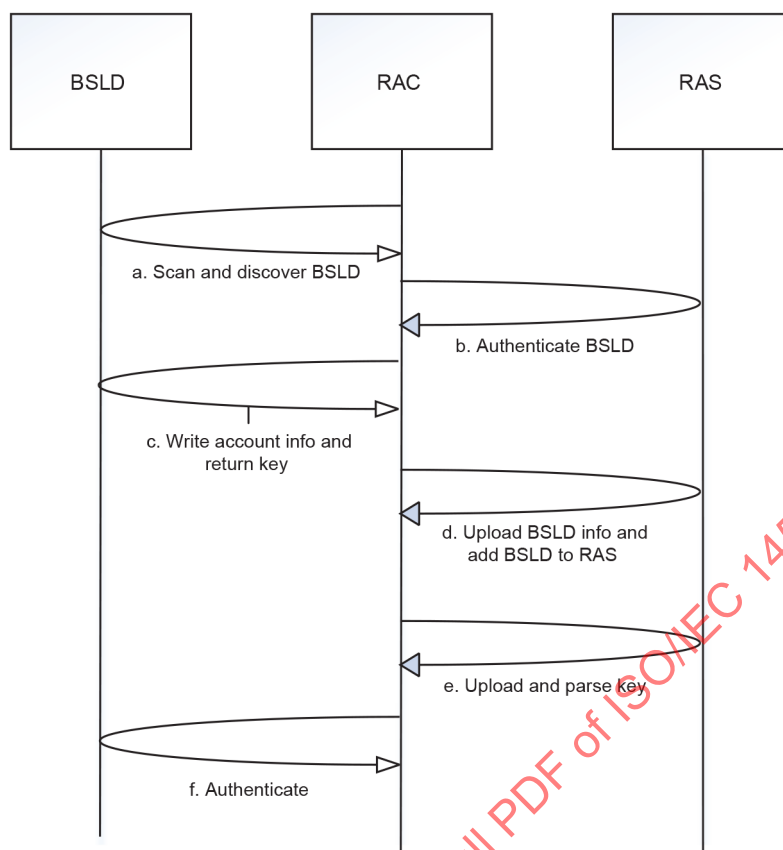 BSLD
RAC
RAS
a. Scan and discover BSLD
b. Authenticate BSLD
c. Write account info and
return key
d. Upload BSLD info and
add BSLD to RAS
e. Upload and parse key
f. Authenticate
PDF of ISO/IEC